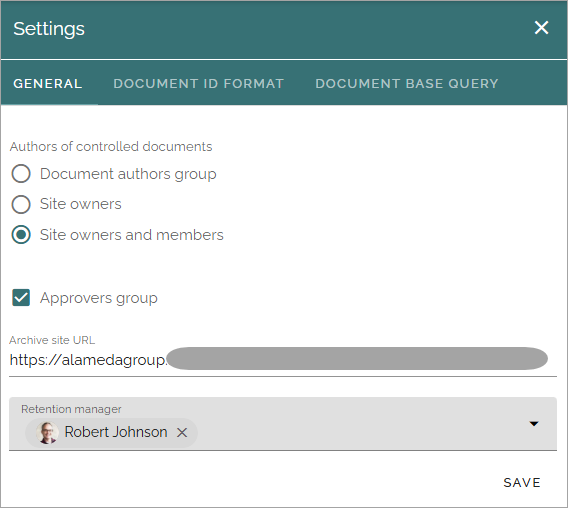 Settings
GENERAL DOCUMENT ID FORMAT DOCUMENT BASE QUERY
Authors of controlled documents
Document authors group
Site owners
Site owners and members
Approvers group
Archive site URL
https://alamedagroup.
Retention manager
Robert Johnson
SAVE